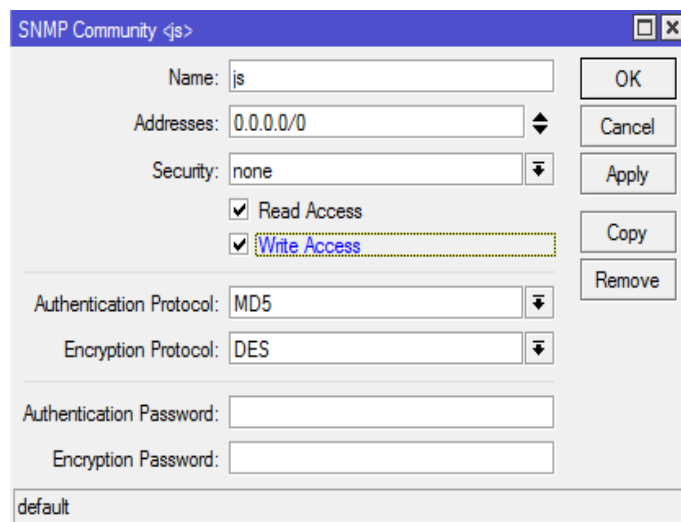 SNMP Community <js>
Name: js
OK
Addresses: 0.0.0.0/0
Cancel
Security: none
Apply
Read Access
Write Access
Copy
Remove
Authentication Protocol: MD5
Encryption Protocol: DES
Authentication Password:
Encryption Password:
default